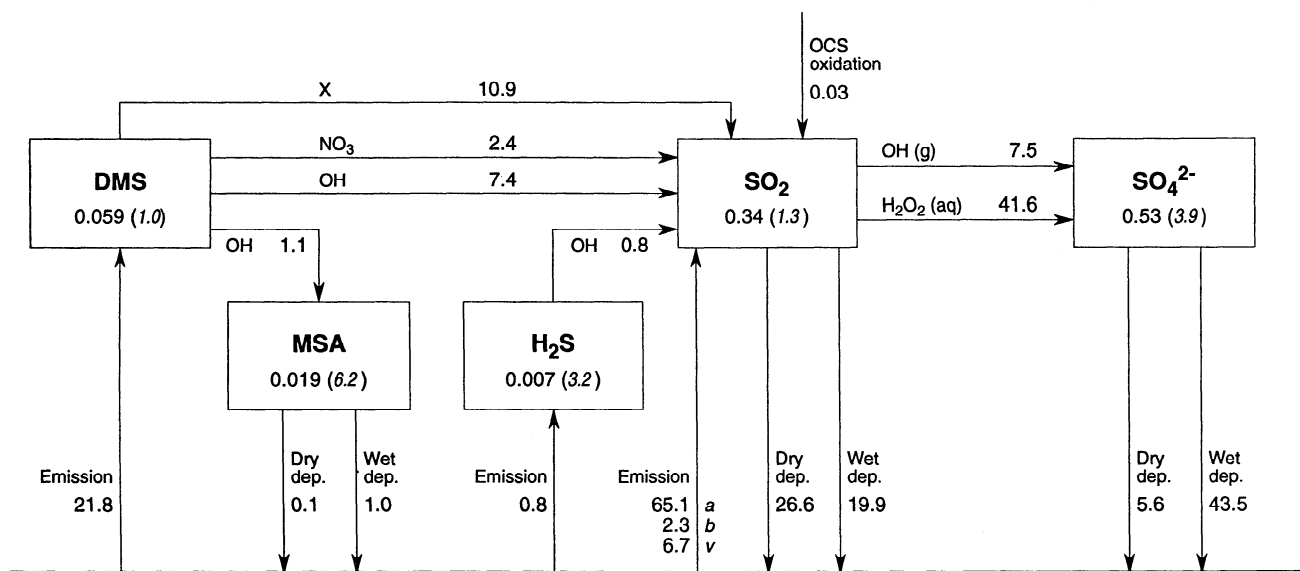 OCS
oxidation
0.03
X 10.9
NO3 2.4
OH 7.4
DMS
0.059 (1.0)
SO2
0.34 (1.3)
OH (g) 7.5
H2O2 (aq) 41.6
SO4 2-
0.53 (3.9)
OH 1.1
OH 0.8
MSA
0.019 (6.2)
H2S
0.007 (3.2)
Emission
21.8
Dry
dep.
0.1
Wet
dep.
1.0
Emission
0.8
Emission
65.1 a
2.3 b
6.7 v
Dry
dep.
26.6
Wet
dep.
19.9
Dry
dep.
5.6
Wet
dep.
43.5